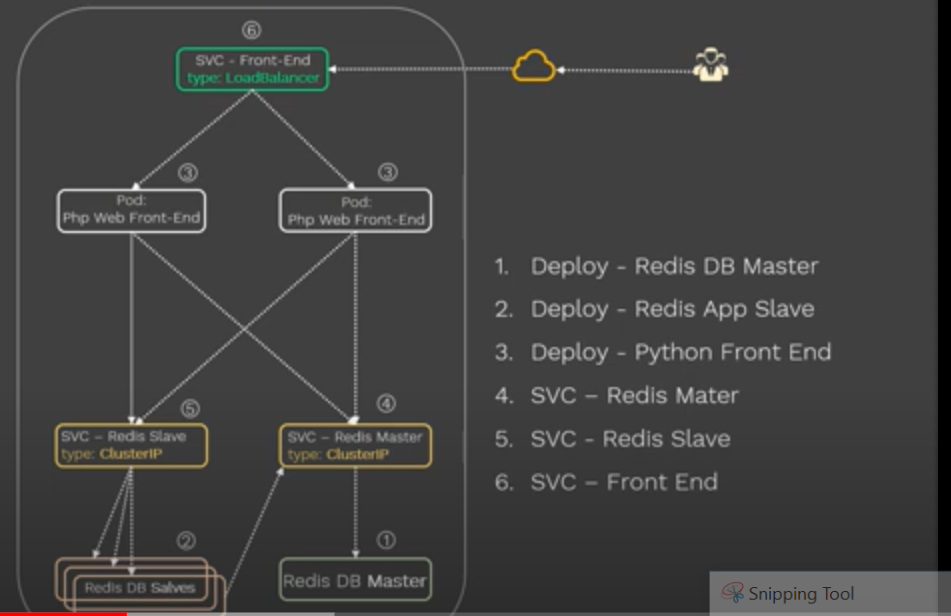 ⑥
SVC - Front-End
type: LoadBalancer
③
③
Pod:
Php Web Front-End
Pod:
Php Web Front-End
1. Deploy - Redis DB Master
2. Deploy - Redis App Slave
3. Deploy - Python Front End
4. SVC – Redis Mater
5. SVC - Redis Slave
6. SVC – Front End
⑤
④
SVC – Redis Slave
type: ClusterIP
SVC – Redis Master
type: ClusterIP
②
①
Redis DB Salves
Redis DB Master
Snipping Tool